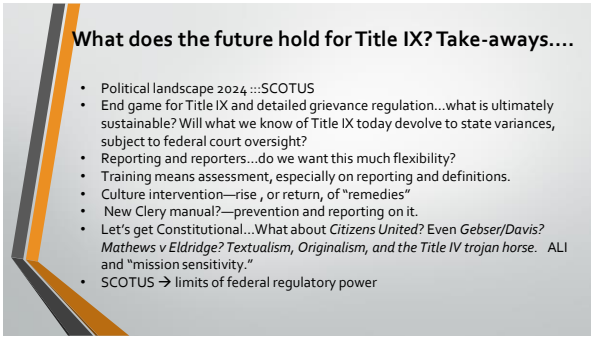 What does the future hold for Title IX? Take-aways….
• Political landscape 2024 :::SCOTUS
• End game for Title IX and detailed grievance regulation…what is ultimately
sustainable? Will what we know of Title IX today devolve to state variances,
subject to federal court oversight?
• Reporting and reporters…do we want this much flexibility?
• Training means assessment, especially on reporting and definitions.
• Culture intervention—rise , or return, of “remedies”
• New Clery manual?—prevention and reporting on it.
• Let’s get Constitutional…What about Citizens United? Even Gebser/Davis?
Mathews v Eldridge? Textualism, Originalism, and the Title IV trojan horse. ALI
and “mission sensitivity.”
• SCOTUS → limits of federal regulatory power